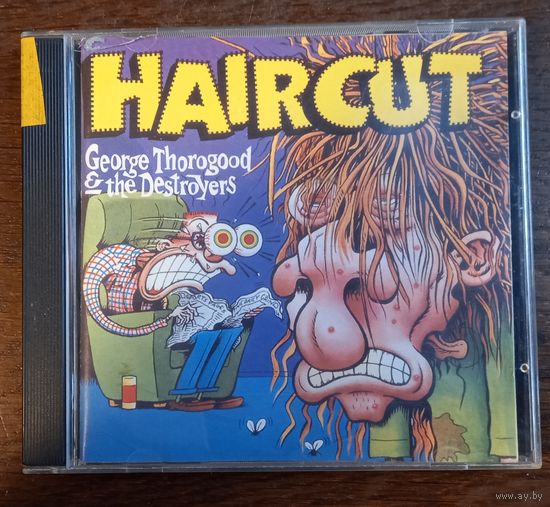 HAIRCUT
George Thorogood
& the Destroyers
www.ay.by